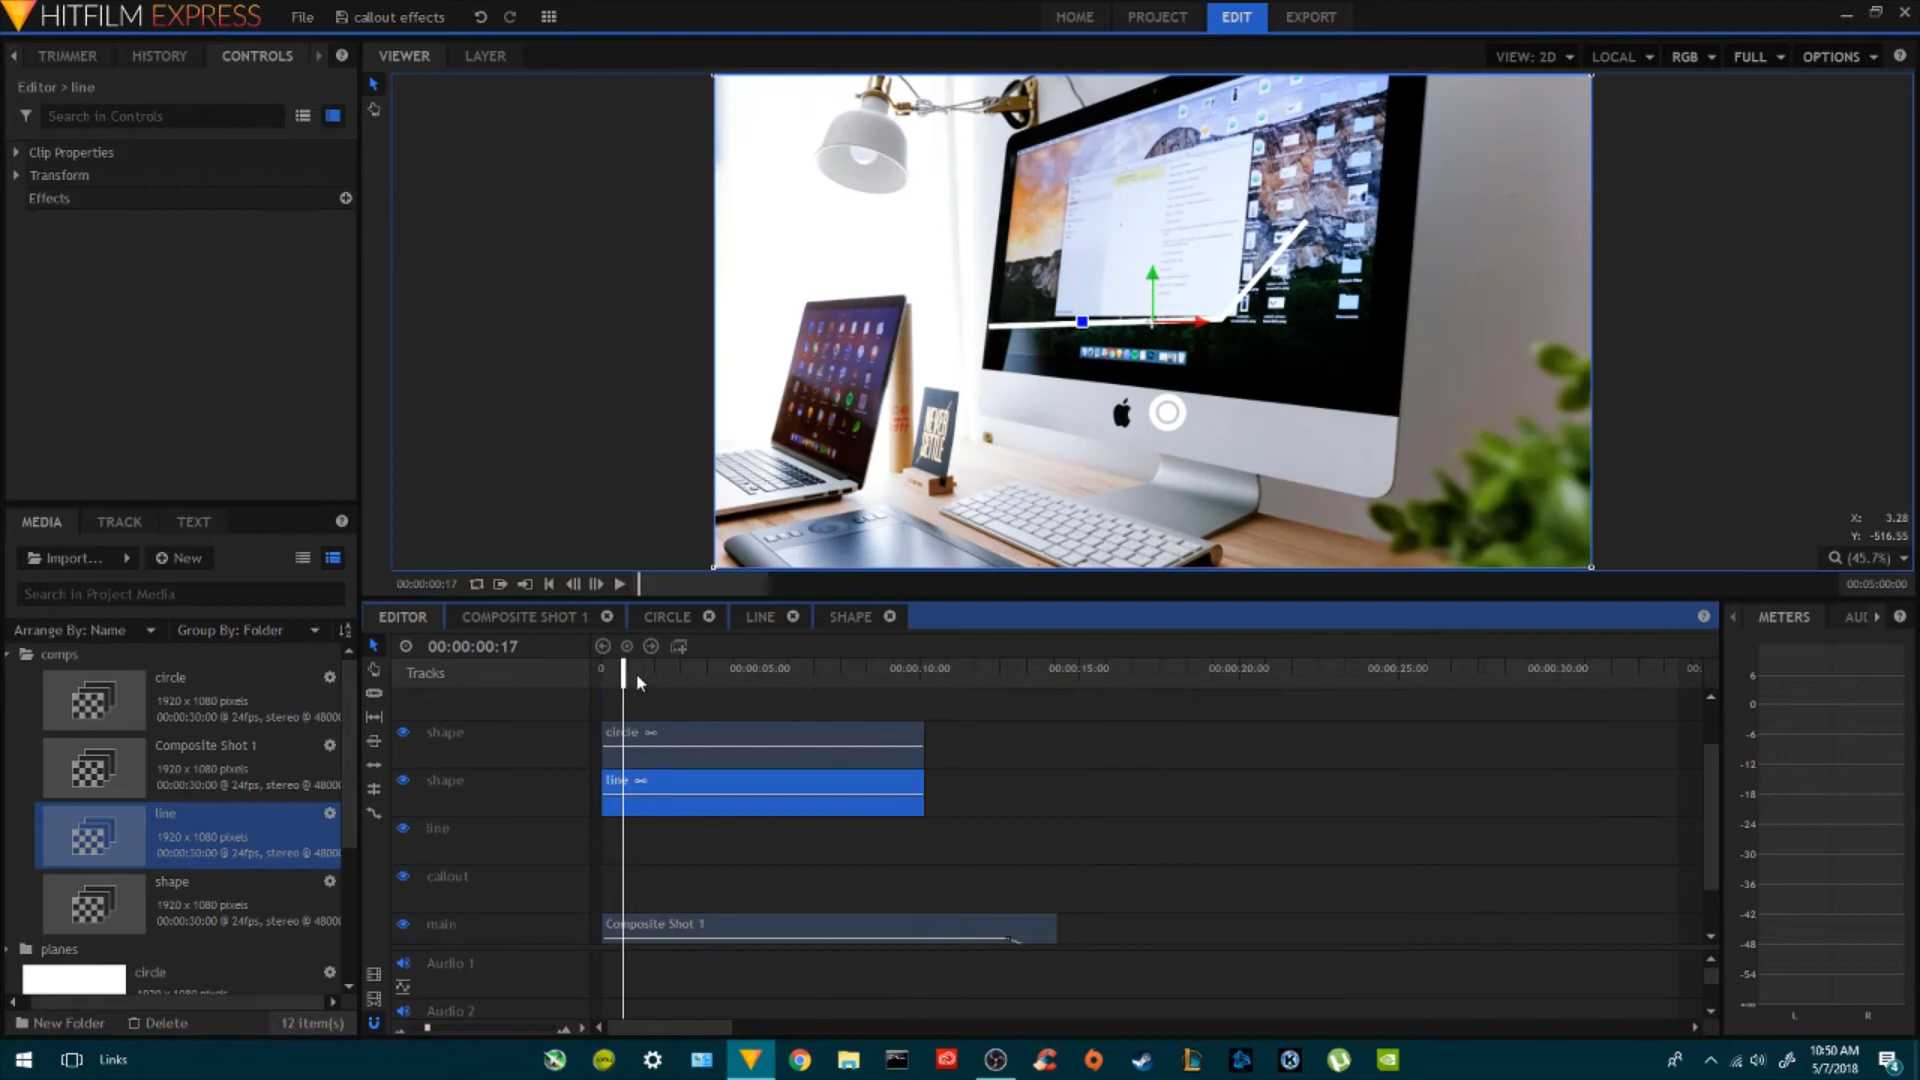 HITFILM EXPRESS
File
callout effects
HOME
PROJECT
EDIT
EXPORT
TRIMMER
HISTORY
CONTROLS
VIEWER
LAYER
VIEW: 2D
LOCAL
RGB
FULL
OPTIONS
Editor > line
Search in Controls
Clip Properties
Transform
Effects
NEVER
SETTLE
X: 3.28
Y: -516.55
(45.7%)
MEDIA
TRACK
TEXT
Import...
New
Search in Project Media
Arrange By: Name
Group By: Folder
00:00:00:17
00:05:00:00
EDITOR
COMPOSITE SHOT 1
CIRCLE
LINE
SHAPE
METERS
AUI
00:00:00:17
Tracks
0
00:00:05:00
00:00:10:00
00:00:15:00
00:00:20:00
00:00:25:00
00:00:30:00
00:
comps
circle
1920 x 1080 pixels
00:00:30:00 @ 24fps, stereo @ 4800
Composite Shot 1
1920 x 1080 pixels
00:00:30:00 @ 24fps, stereo @ 4800
line
1920 x 1080 pixels
00:00:30:00 @ 24fps, stereo @ 4800
shape
1920 x 1080 pixels
00:00:30:00 @ 24fps, stereo @ 4800
planes
circle
1920 x 1080 pixels
New Folder
Delete
12 item(s)
shape
circle
shape
line
line
callout
main
Composite Shot 1
Audio 1
Audio 2
6
0
-6
-12
-18
-24
-30
-36
-42
-48
-54
-∞
L
R
Links
10:50 AM
5/7/2018
4